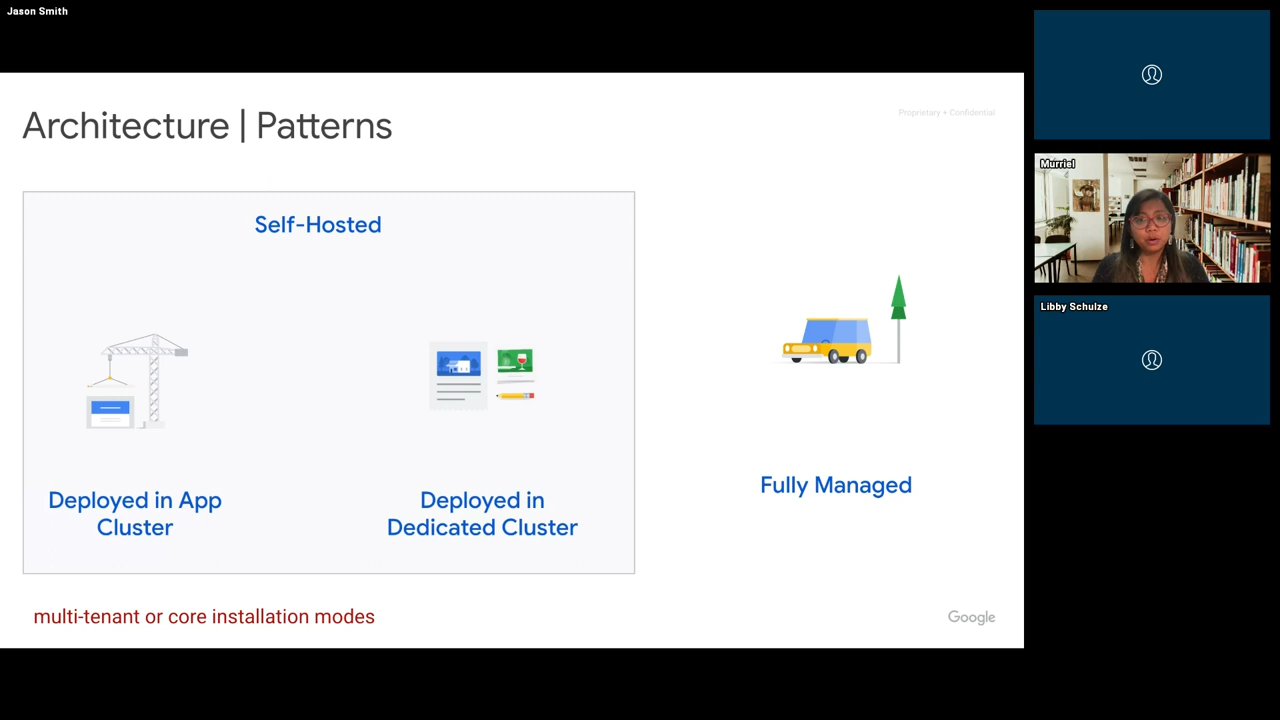 Jason Smith
Architecture | Patterns
Proprietary + Confidential
Self-Hosted
Deployed in App
Cluster
Deployed in
Dedicated Cluster
Fully Managed
multi-tenant or core installation modes
Google
Murriel
Libby Schulze